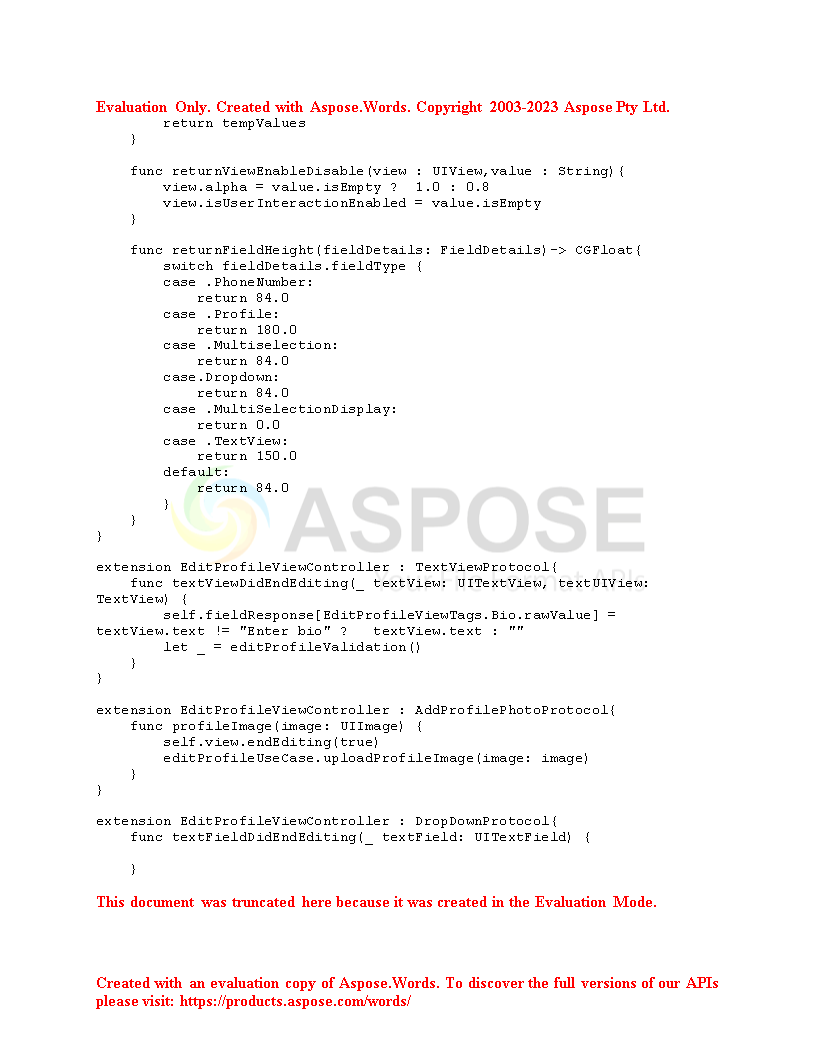 Evaluation Only. Created with Aspose.Words. Copyright 2003-2023 Aspose Pty Ltd.
        return tempValues
    }

    func returnViewEnableDisable(view : UIView,value : String){
        view.alpha = value.isEmpty ?  1.0 : 0.8
        view.isUserInteractionEnabled = value.isEmpty
    }

    func returnFieldHeight(fieldDetails: FieldDetails)-> CGFloat{
        switch fieldDetails.fieldType {
        case .PhoneNumber:
            return 84.0
        case .Profile:
            return 180.0
        case .Multiselection:
            return 84.0
        case.Dropdown:
            return 84.0
        case .MultiSelectionDisplay:
            return 0.0
        case .TextView:
            return 150.0
        default:
            return 84.0
        }
    }
}
ASPOSE

extension EditProfileViewController : TextViewProtocol{
    func textViewDidEndEditing(_ textView: UITextView, textUIView:
TextView) {
        self.fieldResponse[EditProfileViewTags.Bio.rawValue] =
textView.text != "Enter bio" ?   textView.text : ""
        let _ = editProfileValidation()
    }
}

extension EditProfileViewController : AddProfilePhotoProtocol{
    func profileImage(image: UIImage) {
        self.view.endEditing(true)
        editProfileUseCase.uploadProfileImage(image: image)
    }
}

extension EditProfileViewController : DropDownProtocol{
    func textFieldDidEndEditing(_ textField: UITextField) {

    }
This document was truncated here because it was created in the Evaluation Mode.
Created with an evaluation copy of Aspose.Words. To discover the full versions of our APIs
please visit: https://products.aspose.com/words/